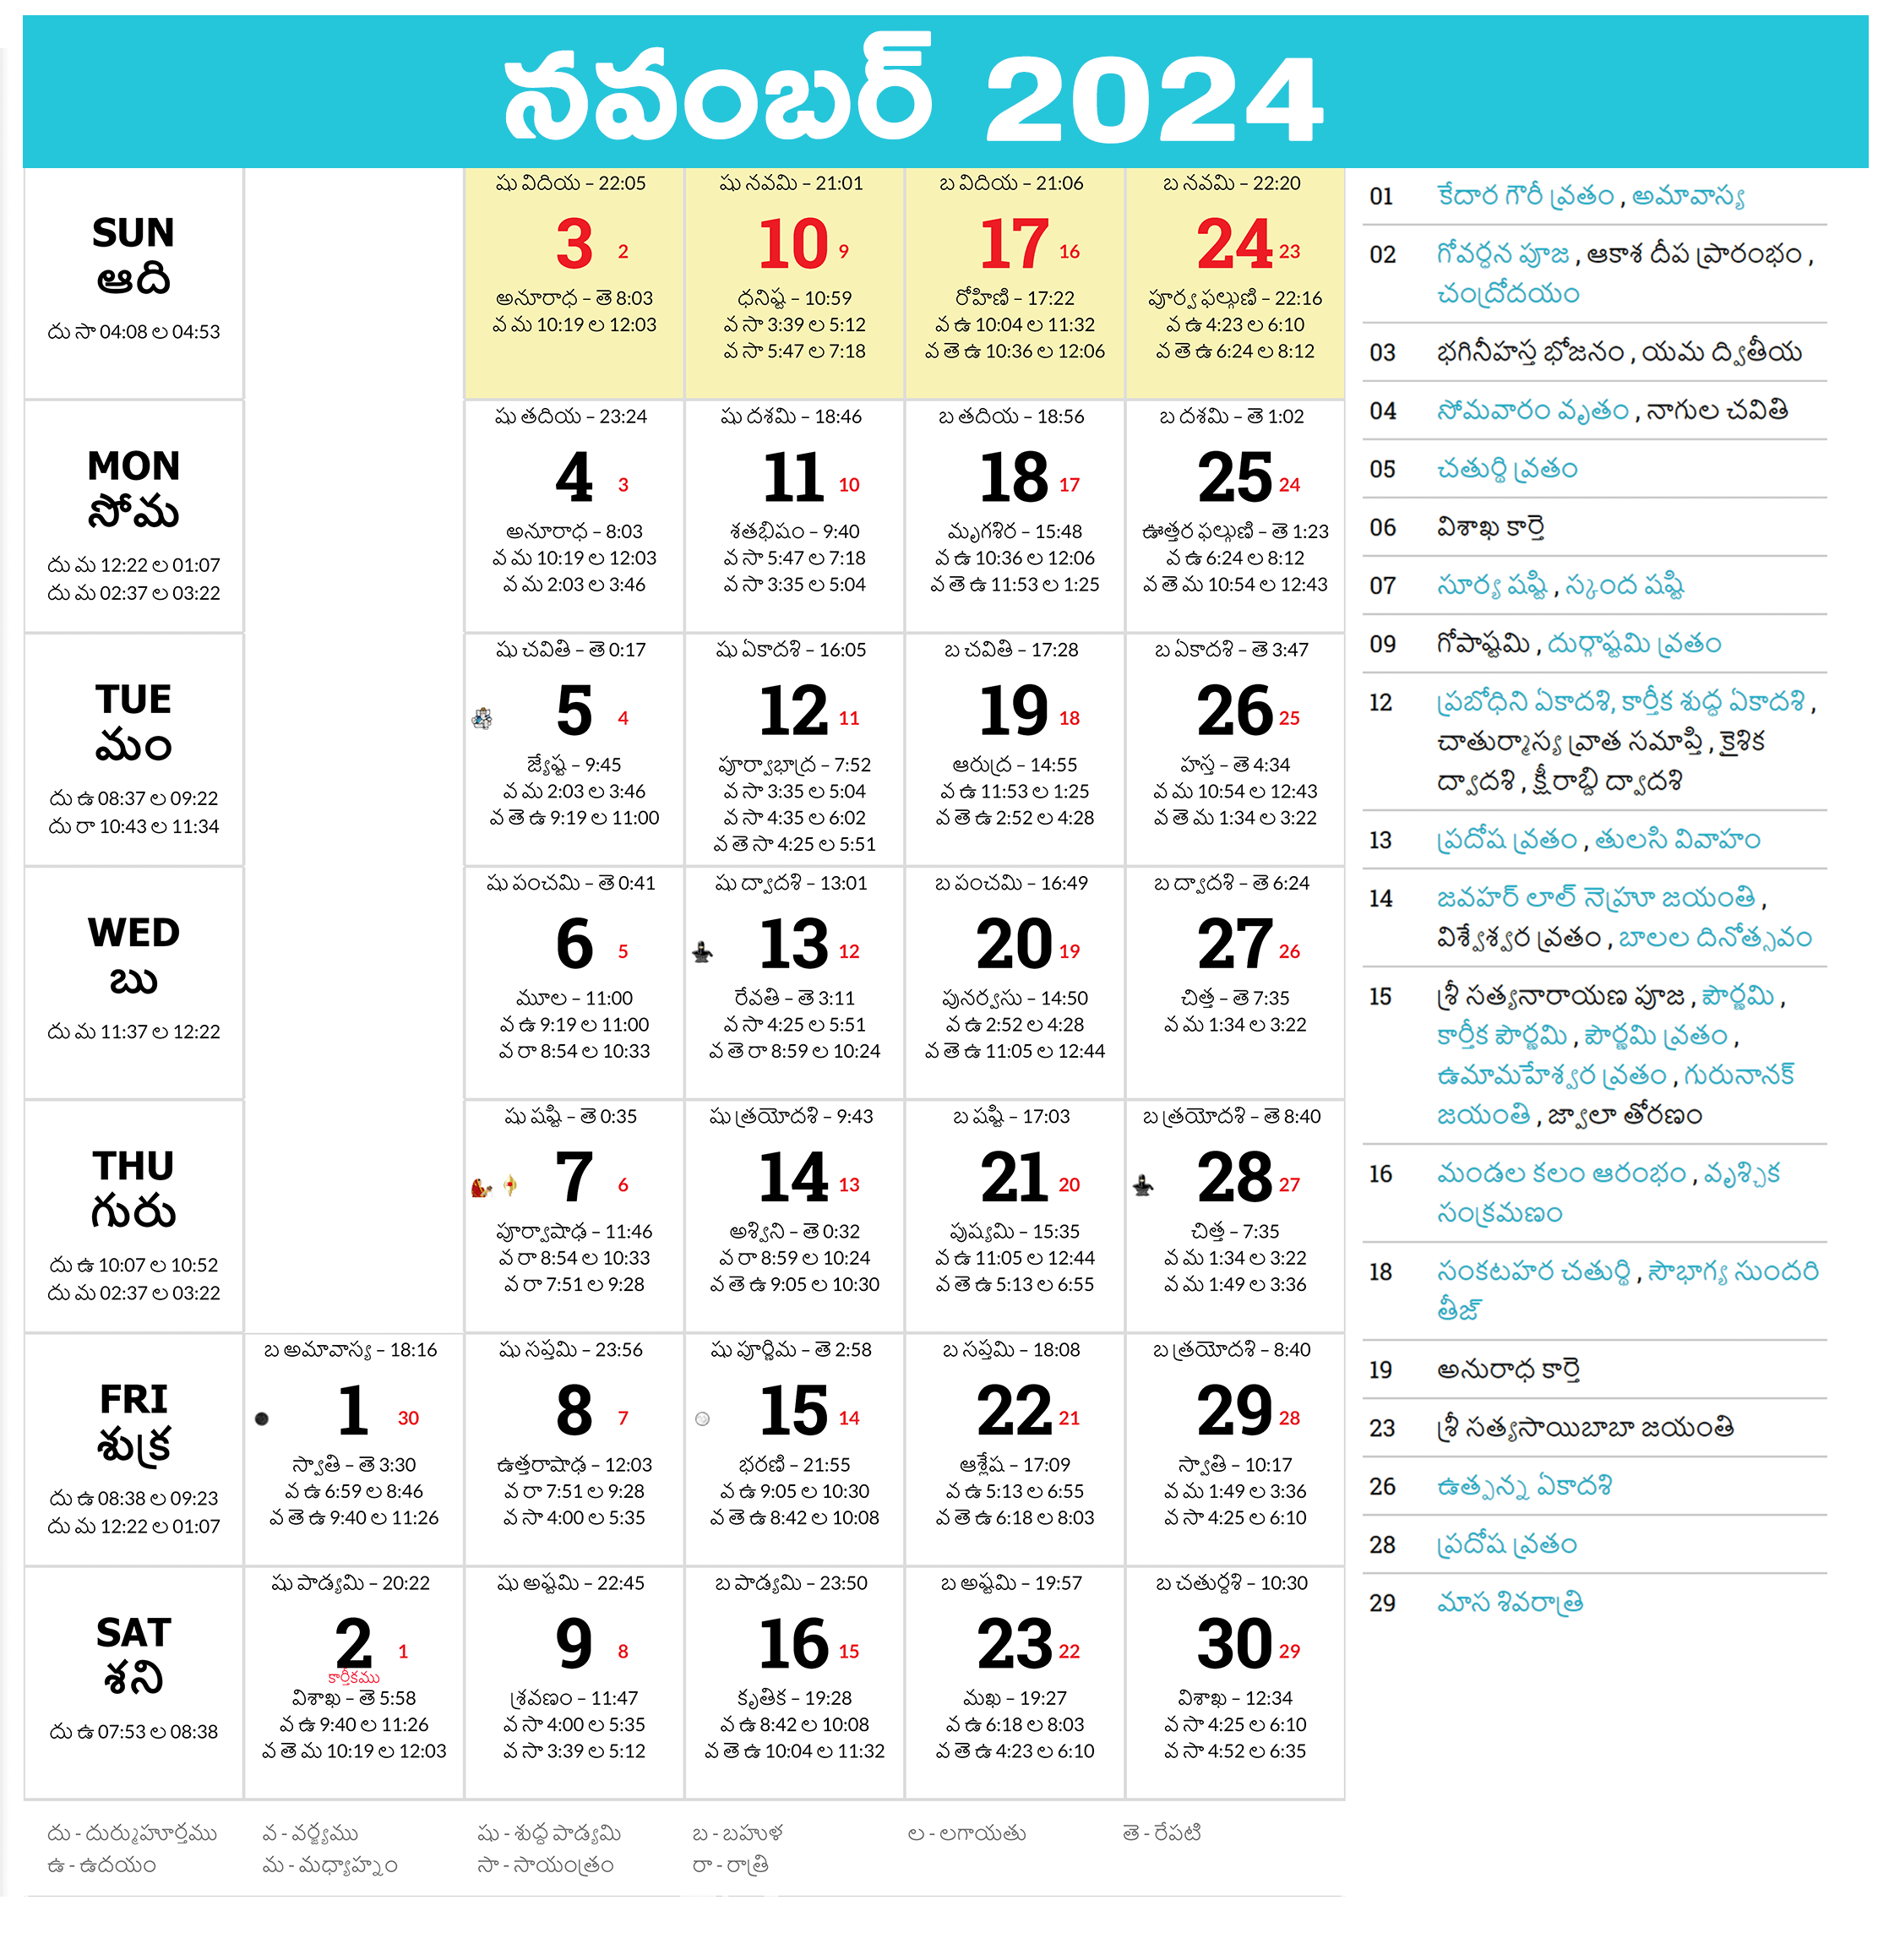 నవంబర్ 2024
SUN
ఆది
దు సా 04:08 ల 04:53
షు విదియ – 22:05
3 2
అనూరాధ – తె 8:03
వ మ 10:19 ల 12:03
షు నవమి – 21:01
10 9
ధనిష్ట – 10:59
వ సా 3:39 ల 5:12
వ సా 5:47 ల 7:18
బ విదియ – 21:06
17 16
రోహిణి – 17:22
వ ఉ 10:04 ల 11:32
వ తె ఉ 10:36 ల 12:06
బ నవమి – 22:20
24 23
పూర్వ ఫల్గుణి – 22:16
వ ఉ 4:23 ల 6:10
వ తె ఉ 6:24 ల 8:12
MON
సోమ
దు మ 12:22 ల 01:07
దు మ 02:37 ల 03:22
షు తదియ – 23:24
4 3
అనూరాధ – 8:03
వ మ 10:19 ల 12:03
వ మ 2:03 ల 3:46
షు దశమి – 18:46
11 10
శతభిషం – 9:40
వ సా 5:47 ల 7:18
వ సా 3:35 ల 5:04
బ తదియ – 18:56
18 17
మృగశిర – 15:48
వ ఉ 10:36 ల 12:06
వ తె ఉ 11:53 ల 1:25
బ దశమి – తె 1:02
25 24
ఊత్తర ఫల్గుణి – తె 1:23
వ ఉ 6:24 ల 8:12
వ తె మ 10:54 ల 12:43
TUE
మం
దు ఉ 08:37 ల 09:22
దు రా 10:43 ల 11:34
షు చవితి – తె 0:17
5 4
జ్యేష్ట – 9:45
వ మ 2:03 ల 3:46
వ తె ఉ 9:19 ల 11:00
షు ఏకాదశి – 16:05
12 11
పూర్వాభాద్ర – 7:52
వ సా 3:35 ల 5:04
వ సా 4:35 ల 6:02
వ తె సా 4:25 ల 5:51
బ చవితి – 17:28
19 18
ఆరుద్ర – 14:55
వ ఉ 11:53 ల 1:25
వ తె ఉ 2:52 ల 4:28
బ ఏకాదశి – తె 3:47
26 25
హస్త – తె 4:34
వ మ 10:54 ల 12:43
వ తె మ 1:34 ల 3:22
WED
బు
దు మ 11:37 ల 12:22
షు పంచమి – తె 0:41
6 5
మూల – 11:00
వ ఉ 9:19 ల 11:00
వ రా 8:54 ల 10:33
షు ద్వాదశి – 13:01
13 12
రేవతి – తె 3:11
వ సా 4:25 ల 5:51
వ తె రా 8:59 ల 10:24
బ పంచమి – 16:49
20 19
పునర్వసు – 14:50
వ ఉ 2:52 ల 4:28
వ తె ఉ 11:05 ల 12:44
బ ద్వాదశి – తె 6:24
27 26
చిత్త – తె 7:35
వ మ 1:34 ల 3:22
THU
గురు
దు ఉ 10:07 ల 10:52
దు మ 02:37 ల 03:22
షు షష్టి – తె 0:35
7 6
పూర్వాషాఢ – 11:46
వ రా 8:54 ల 10:33
వ రా 7:51 ల 9:28
షు త్రయోదశి – 9:43
14 13
అశ్విని – తె 0:32
వ రా 8:59 ల 10:24
వ తె ఉ 9:05 ల 10:30
బ షష్టి – 17:03
21 20
పుష్యమి – 15:35
వ ఉ 11:05 ల 12:44
వ తె ఉ 5:13 ల 6:55
బ త్రయోదశి – తె 8:40
28 27
చిత్త – 7:35
వ మ 1:34 ల 3:22
వ మ 1:49 ల 3:36
FRI
శుక్ర
దు ఉ 08:38 ల 09:23
దు మ 12:22 ల 01:07
బ అమావాస్య – 18:16
1 30
స్వాతి – తె 3:30
వ ఉ 6:59 ల 8:46
వ తె ఉ 9:40 ల 11:26
షు సప్తమి – 23:56
8 7
ఉత్తరాషాఢ – 12:03
వ రా 7:51 ల 9:28
వ సా 4:00 ల 5:35
షు పూర్ణిమ – తె 2:58
15 14
భరణి – 21:55
వ ఉ 9:05 ల 10:30
వ తె ఉ 8:42 ల 10:08
బ సప్తమి – 18:08
22 21
ఆశ్లేష – 17:09
వ ఉ 5:13 ల 6:55
వ తె ఉ 6:18 ల 8:03
బ త్రయోదశి – 8:40
29 28
స్వాతి – 10:17
వ మ 1:49 ల 3:36
వ సా 4:25 ల 6:10
SAT
శని
దు ఉ 07:53 ల 08:38
షు పాడ్యమి – 20:22
2 1
కార్తీకము
విశాఖ – తె 5:58
వ ఉ 9:40 ల 11:26
వ తె మ 10:19 ల 12:03
షు అష్టమి – 22:45
9 8
శ్రవణం – 11:47
వ సా 4:00 ల 5:35
వ సా 3:39 ల 5:12
బ పాడ్యమి – 23:50
16 15
కృతిక – 19:28
వ ఉ 8:42 ల 10:08
వ తె ఉ 10:04 ల 11:32
బ అష్టమి – 19:57
23 22
మఖ – 19:27
వ ఉ 6:18 ల 8:03
వ తె ఉ 4:23 ల 6:10
బ చతుర్దశి – 10:30
30 29
విశాఖ – 12:34
వ సా 4:25 ల 6:10
వ సా 4:52 ల 6:35
దు - దుర్ముహూర్తము వ - వర్జ్యము షు - శుద్ధ పాడ్యమి బ - బహుళ ల - లగాయతు తె - రేపటి
ఉ - ఉదయం మ - మధ్యాహ్నం సా - సాయంత్రం రా - రాత్రి
01 కేదార గౌరీ వ్రతం , అమావాస్య
02 గోవర్ధన పూజ , ఆకాశ దీప ప్రారంభం ,
చంద్రోదయం
03 భగినీహస్త భోజనం , యమ ద్వితీయ
04 సోమవారం వృతం , నాగుల చవితి
05 చతుర్థి వ్రతం
06 విశాఖ కార్తె
07 సూర్య షష్టి , స్కంద షష్టి
09 గోపాష్టమి , దుర్గాష్టమి వ్రతం
12 ప్రబోధిని ఏకాదశి, కార్తీక శుద్ధ ఏకాదశి ,
చాతుర్మాస్య వ్రాత సమాప్తి , కైశిక
ద్వాదశి , క్షీరాబ్ది ద్వాదశి
13 ప్రదోష వ్రతం , తులసి వివాహం
14 జవహర్ లాల్ నెహ్రూ జయంతి ,
విశ్వేశ్వర వ్రతం , బాలల దినోత్సవం
15 శ్రీ సత్యనారాయణ పూజ , పౌర్ణమి ,
కార్తీక పౌర్ణమి , పౌర్ణమి వ్రతం ,
ఉమామహేశ్వర వ్రతం , గురునానక్
జయంతి , జ్వాలా తోరణం
16 మండల కలం ఆరంభం , వృశ్చిక
సంక్రమణం
18 సంకటహర చతుర్థి , సౌభాగ్య సుందరి
తీజ్
19 అనురాధ కార్తె
23 శ్రీ సత్యసాయిబాబా జయంతి
26 ఉత్పన్న ఏకాదశి
28 ప్రదోష వ్రతం
29 మాస శివరాత్రి